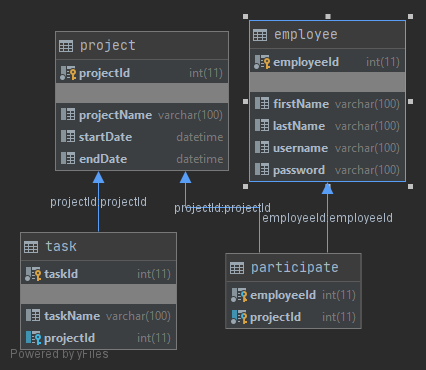 project
projectId int(11)
projectName varchar(100)
startDate datetime
endDate datetime
employee
employeeId int(11)
firstName varchar(100)
lastName varchar(100)
username varchar(100)
password varchar(100)
projectId:projectId
projectId:projectId
employeeId:employeeId
task
taskId int(11)
taskName varchar(100)
projectId int(11)
participate
employeeId int(11)
projectId int(11)
Powered by yFiles